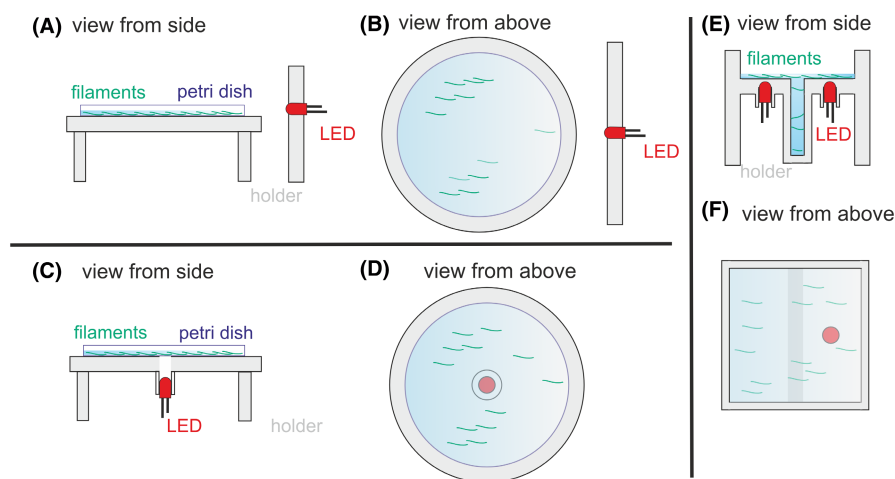 (A) view from side
filaments petri dish
LED
holder
(B) view from above
LED
(C) view from side
filaments petri dish
LED
holder
(D) view from above
(E) view from side
filaments
LED
holder
(F) view from above